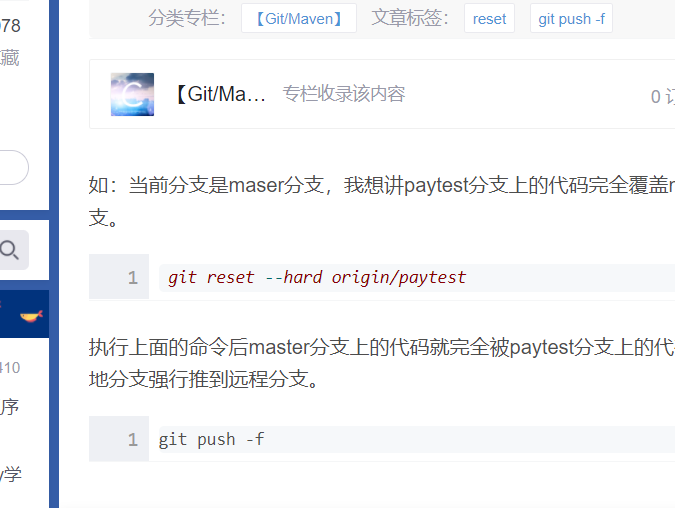 078
藏
分类专栏： 【Git/Maven】 文章标签： reset git push -f
【Git/Ma... 专栏收录该内容
0 订
如：当前分支是maser分支，我想讲paytest分支上的代码完全覆盖
支。
1 git reset --hard origin/paytest
执行上面的命令后master分支上的代码就完全被paytest分支上的代
地分支强行推到远程分支。
1 git push -f
410
序
y学